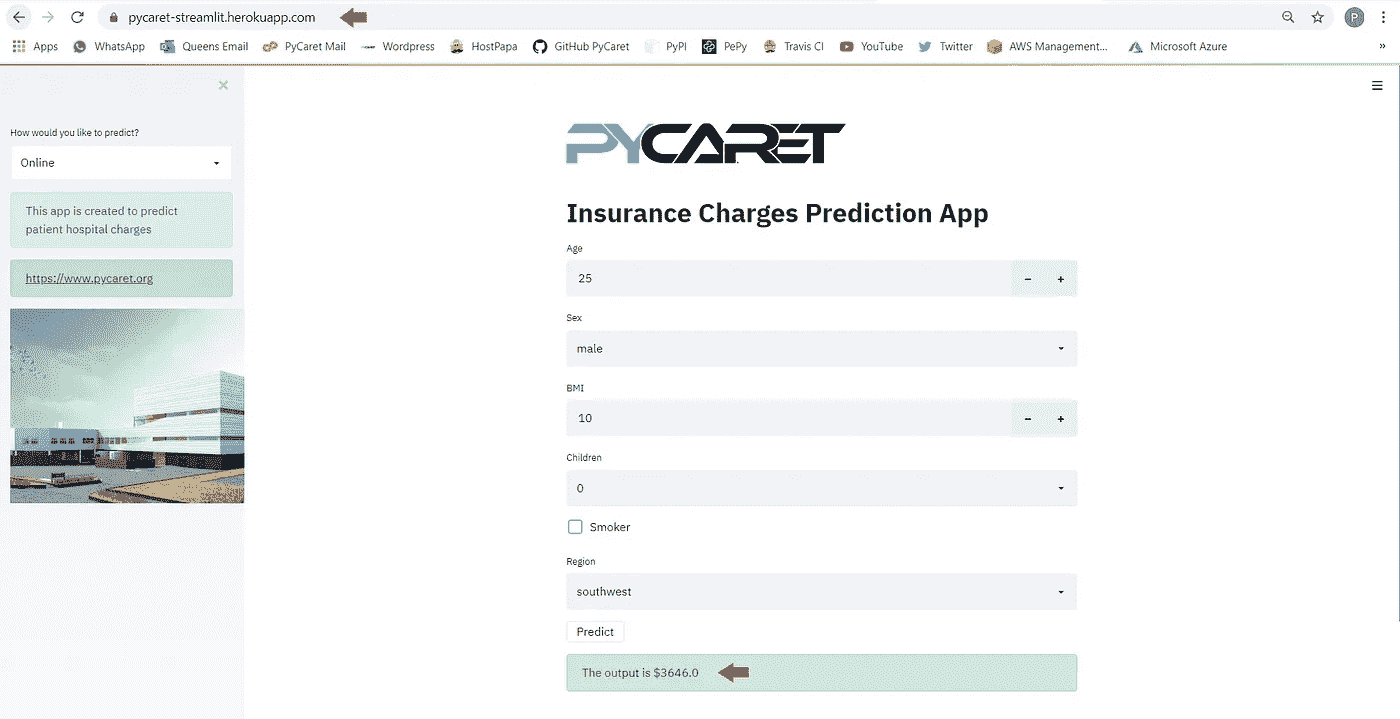 pycaret-streamlit.herokuapp.com
P
Apps WhatsApp Queens Email PyCaret Mail Wordpress HostPapa GitHub PyCaret PyPI PePy Travis CI YouTube Twitter AWS Management... Microsoft Azure »
How would you like to predict?
Online
This app is created to predict
patient hospital charges
https://www.pycaret.org
PYCARET
Insurance Charges Prediction App
Age
25
Sex
male
BMI
10
Children
0
Smoker
Region
southwest
Predict
The output is $3646.0